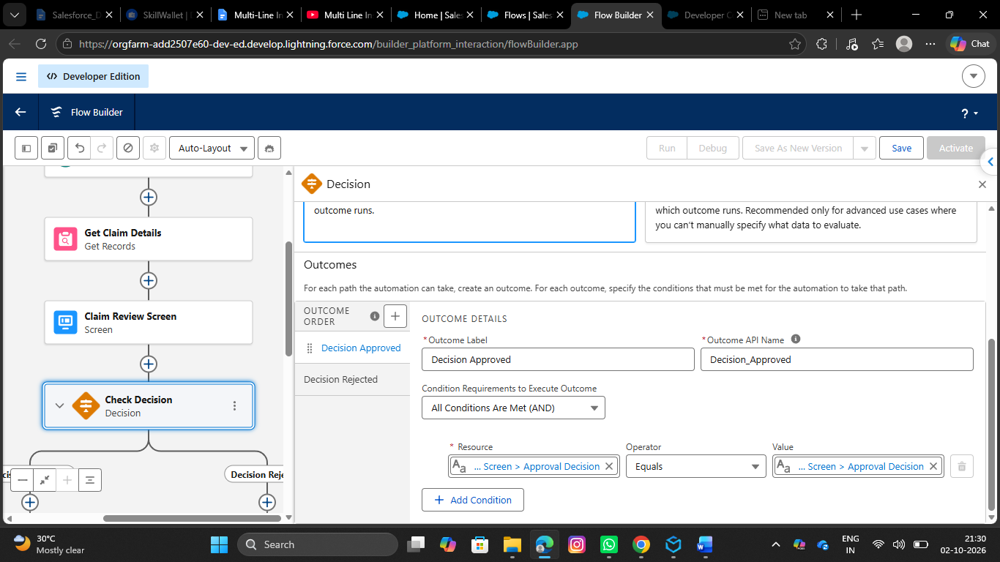 Salesforce_D
SkillWallet | D
Multi-Line In
Multi Line In
Home | Sales
Flows | Sales
Flow Builder
Developer C
New tab
https://orgfarm-add2507e60-dev-ed.develop.lightning.force.com/builder_platform_interaction/flowBuilder.app
Chat
</> Developer Edition
Flow Builder
?
Auto-Layout
Run
Debug
Save As New Version
Save
Activate
Get Claim Details
Get Records
Claim Review Screen
Screen
Check Decision
Decision
Decision Reje
Decision
outcome runs.
which outcome runs. Recommended only for advanced use cases where
you can't manually specify what data to evaluate.
Outcomes
For each path the automation can take, create an outcome. For each outcome, specify the conditions that must be met for the automation to take that path.
OUTCOME
ORDER
Decision Approved
Decision Rejected
OUTCOME DETAILS
*Outcome Label
*Outcome API Name
Decision Approved
Decision_Approved
Condition Requirements to Execute Outcome
All Conditions Are Met (AND)
* Resource
Operator
Value
Aa ... Screen > Approval Decision
Equals
Aa ... Screen > Approval Decision
+ Add Condition
30°C
Mostly clear
Search
ENG
IN
21:30
02-10-2026